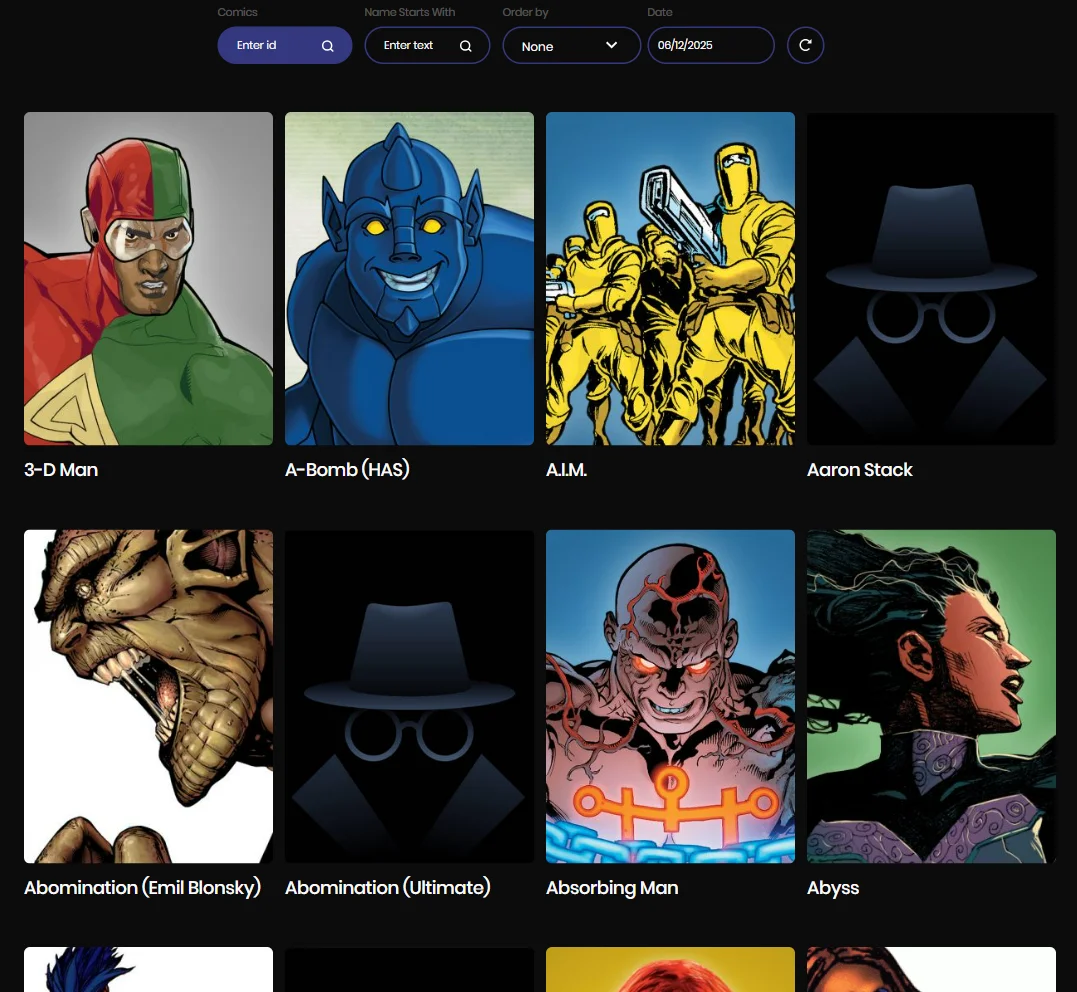 Comics Name Starts With Order by Date
Enter id Enter text None 06/12/2025
3-D Man A-Bomb (HAS) A.I.M. Aaron Stack
Abomination (Emil Blonsky) Abomination (Ultimate) Absorbing Man Abyss